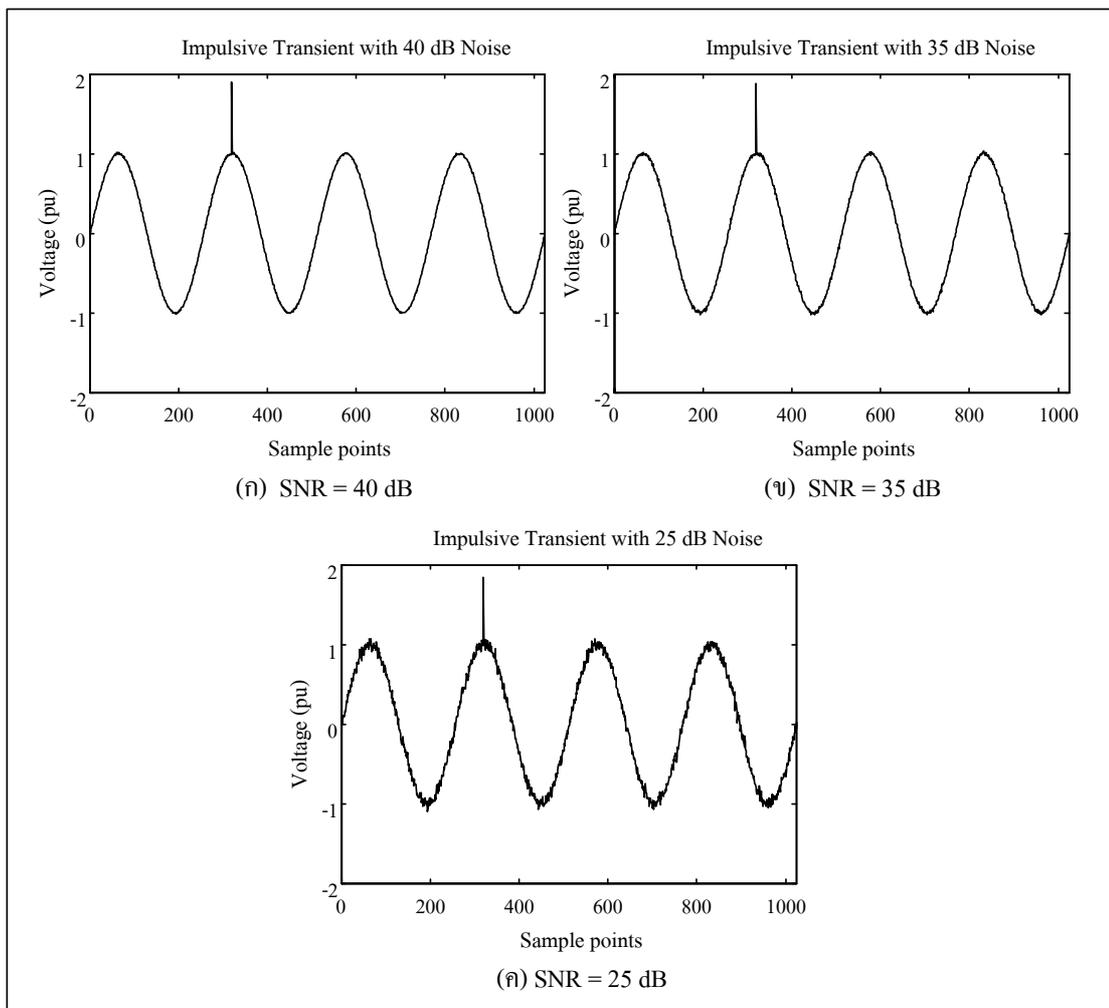 Impulsive Transient with 40 dB Noise
2
1
0
-1
-2
Voltage (pu)
0 200 400 600 800 1000
Sample points
(ก) SNR = 40 dB
Impulsive Transient with 35 dB Noise
2
1
0
-1
-2
Voltage (pu)
0 200 400 600 800 1000
Sample points
(ข) SNR = 35 dB
Impulsive Transient with 25 dB Noise
2
1
0
-1
-2
Voltage (pu)
0 200 400 600 800 1000
Sample points
(ค) SNR = 25 dB